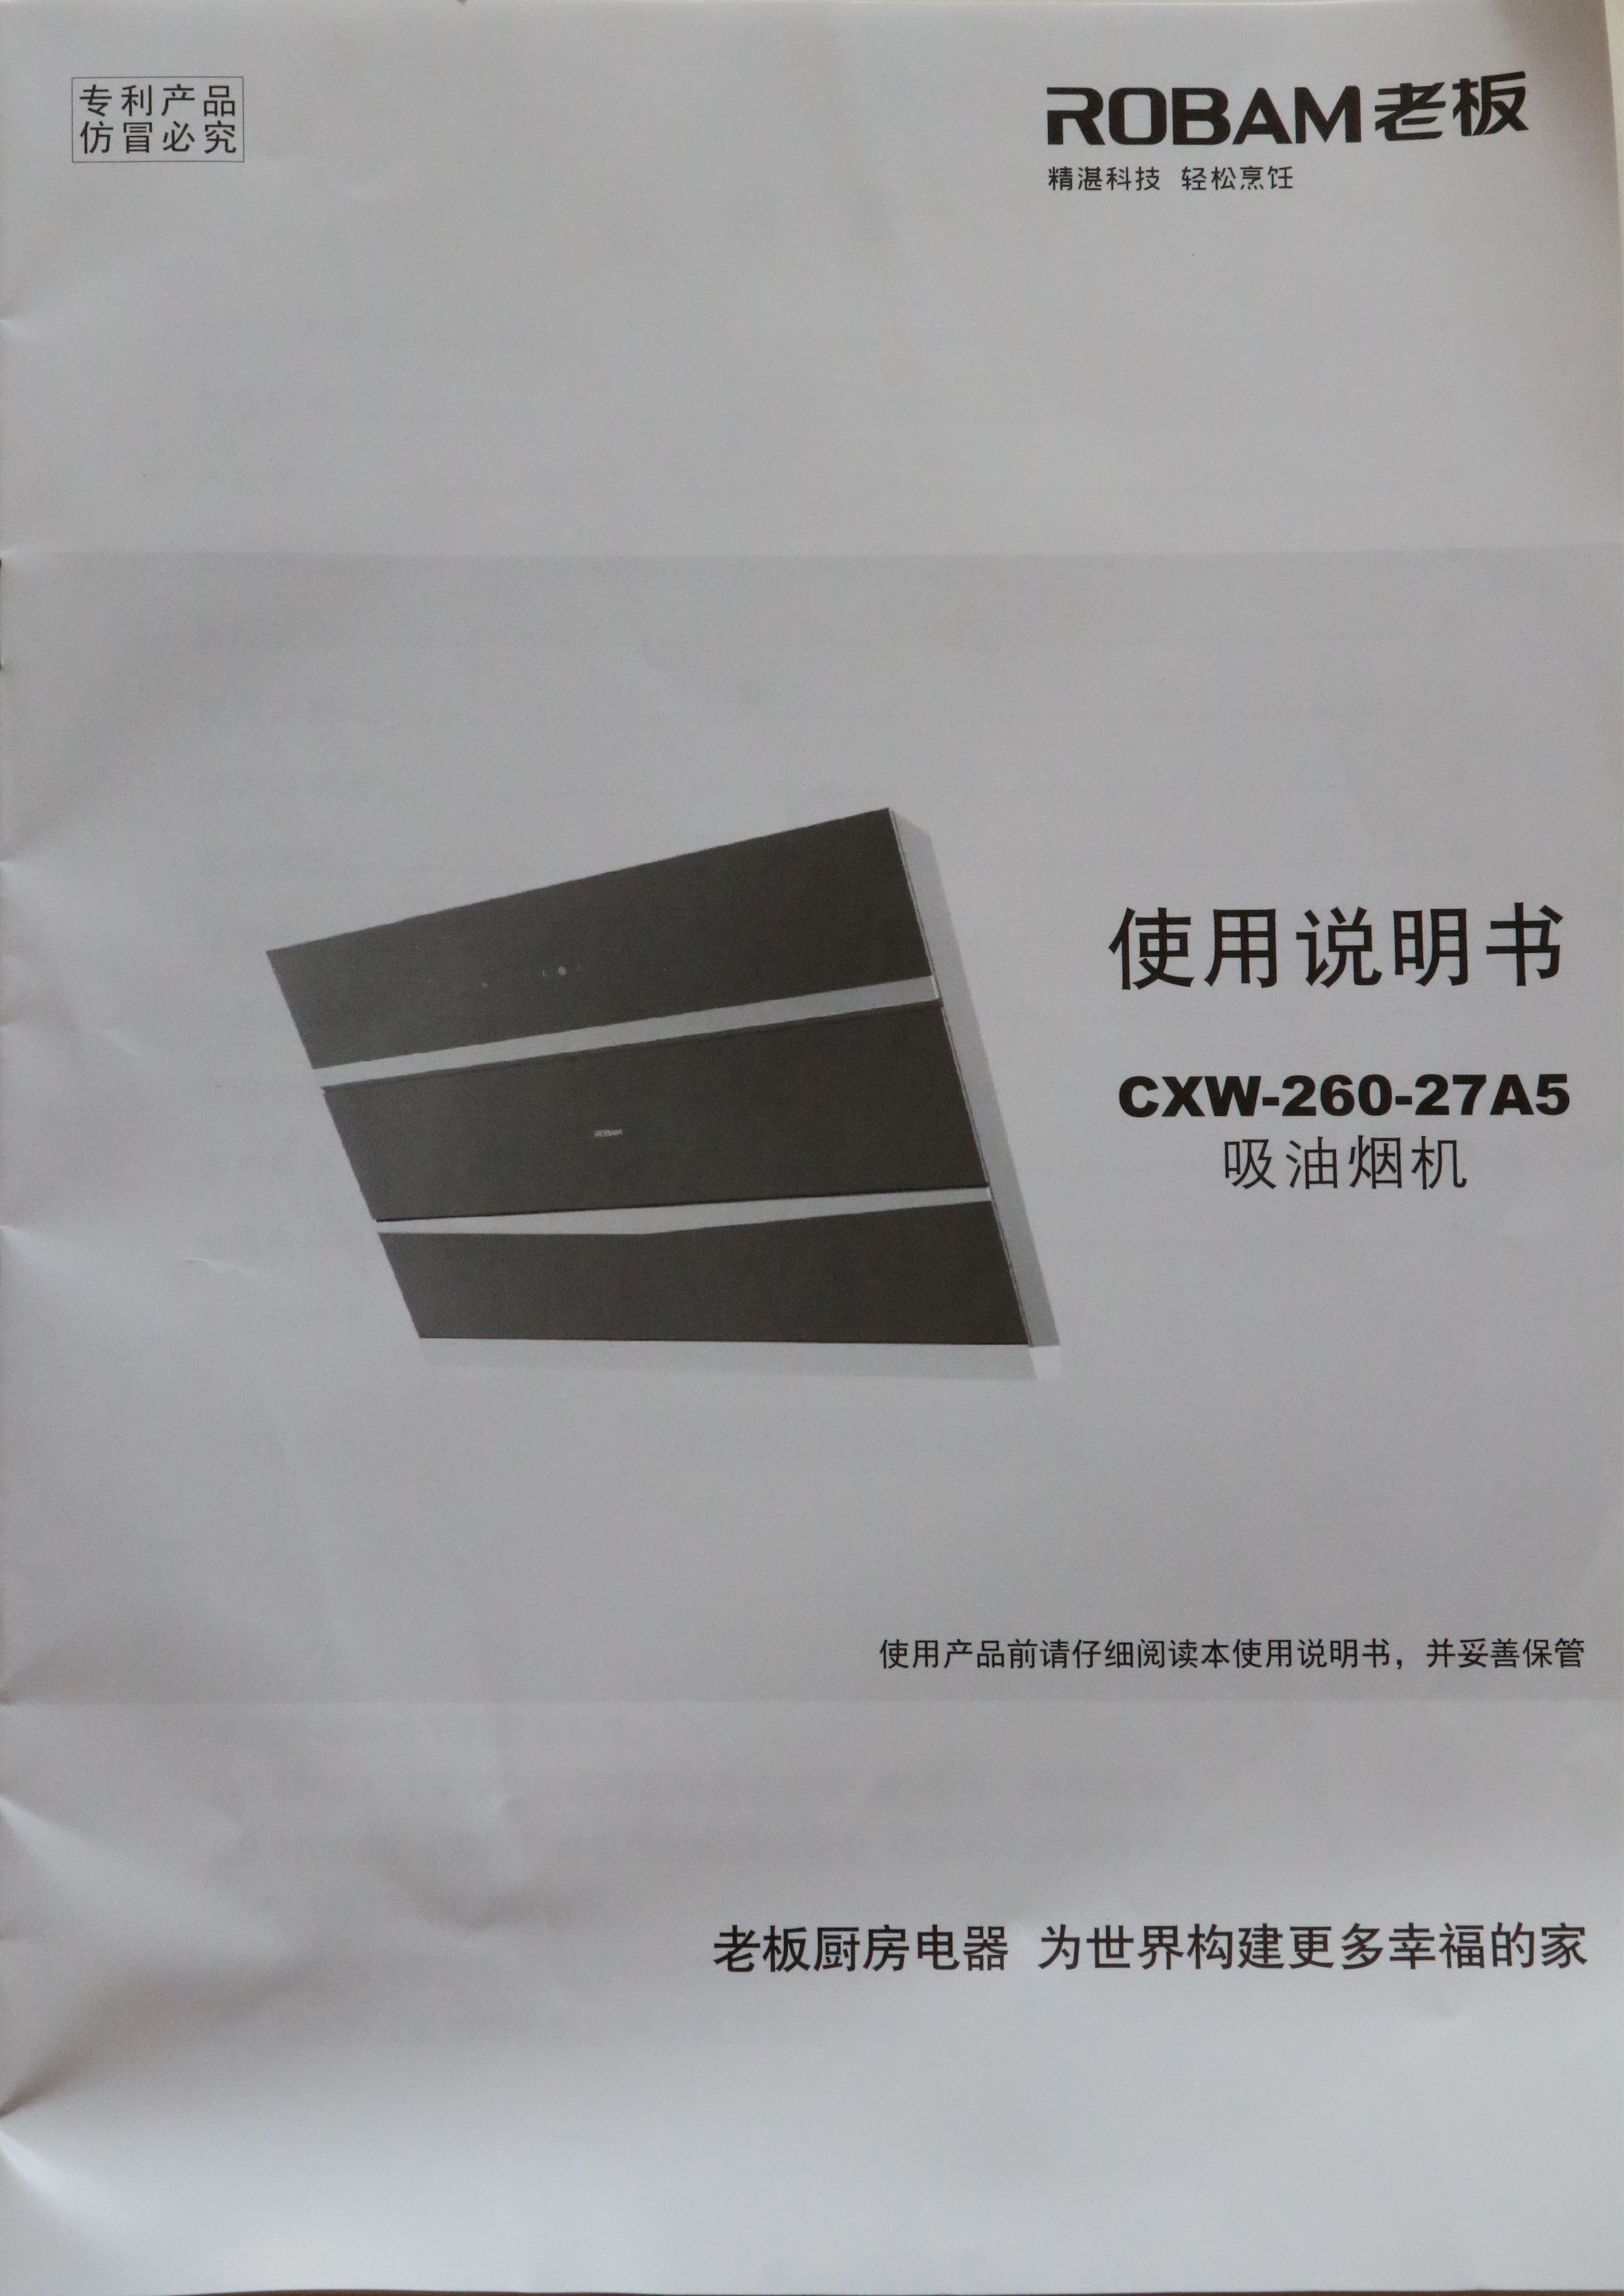 专利产品
仿冒必究
ROBAM老板
精湛科技 轻松烹饪
ROBAM
使用说明书
CXW-260-27A5
吸油烟机
使用产品前请仔细阅读本使用说明书，并妥善保管
老板厨房电器 为世界构建更多幸福的家